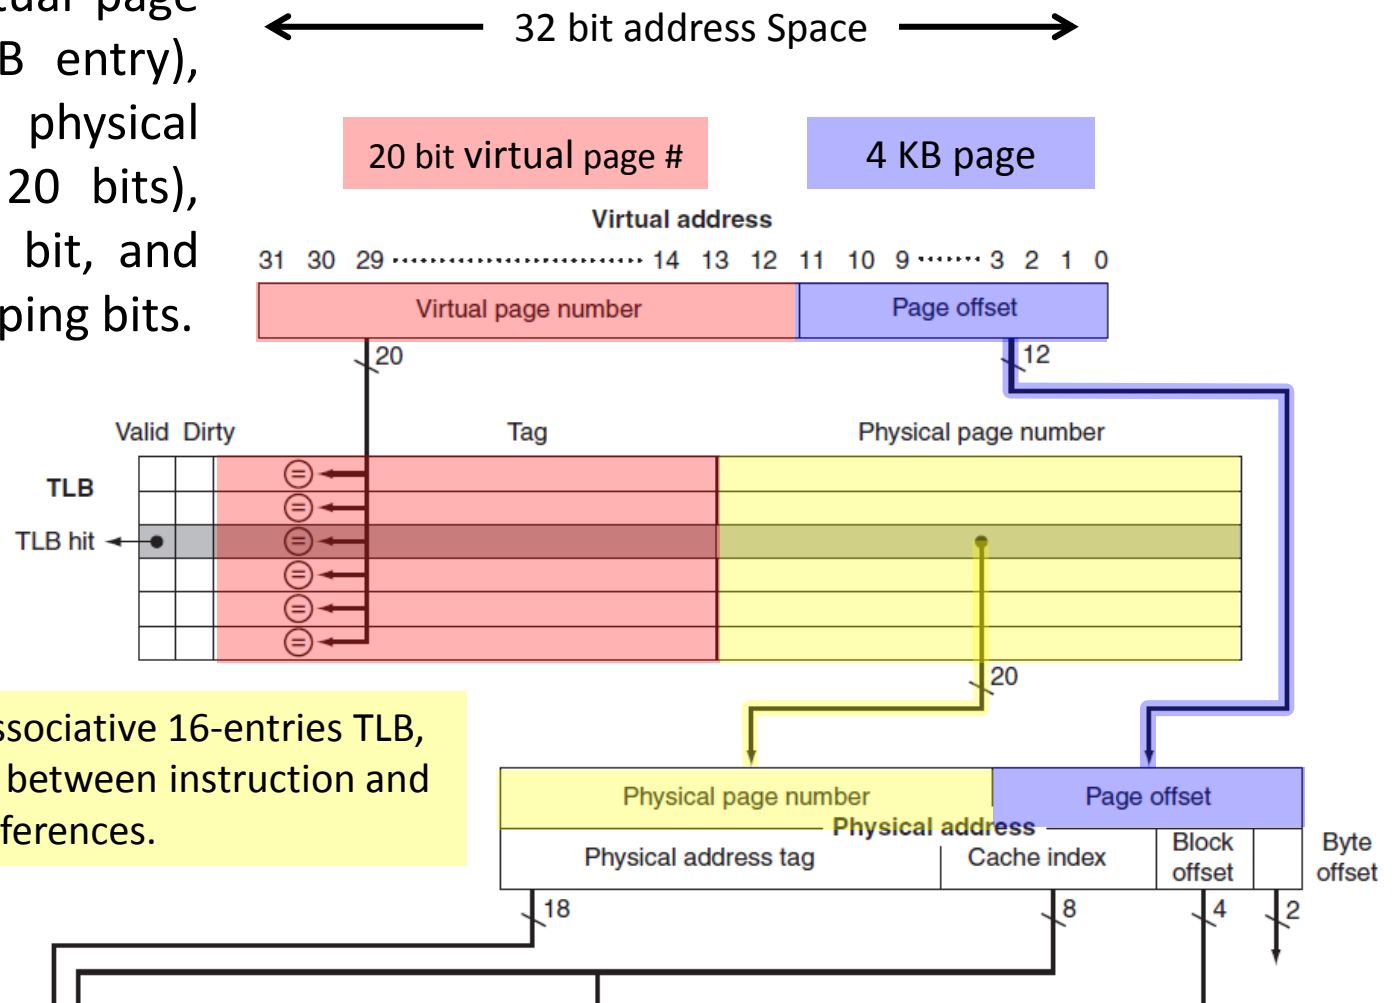 tual page
B entry),
physical
20 bits),
bit, and
ping bits.
32 bit address Space
20 bit virtual page #
4 KB page
Virtual address
31 30 29 14 13 12 11 10 9 3 2 1 0
Virtual page number
Page offset
20
12
Valid Dirty Tag Physical page number
TLB
TLB hit
=
=
=
=
=
=
20
ssociative 16-entries TLB,
between instruction and
ferences.
Physical page number
Page offset
Physical address
Physical address tag
Cache index
Block
offset
Byte
offset
18
8
4
2